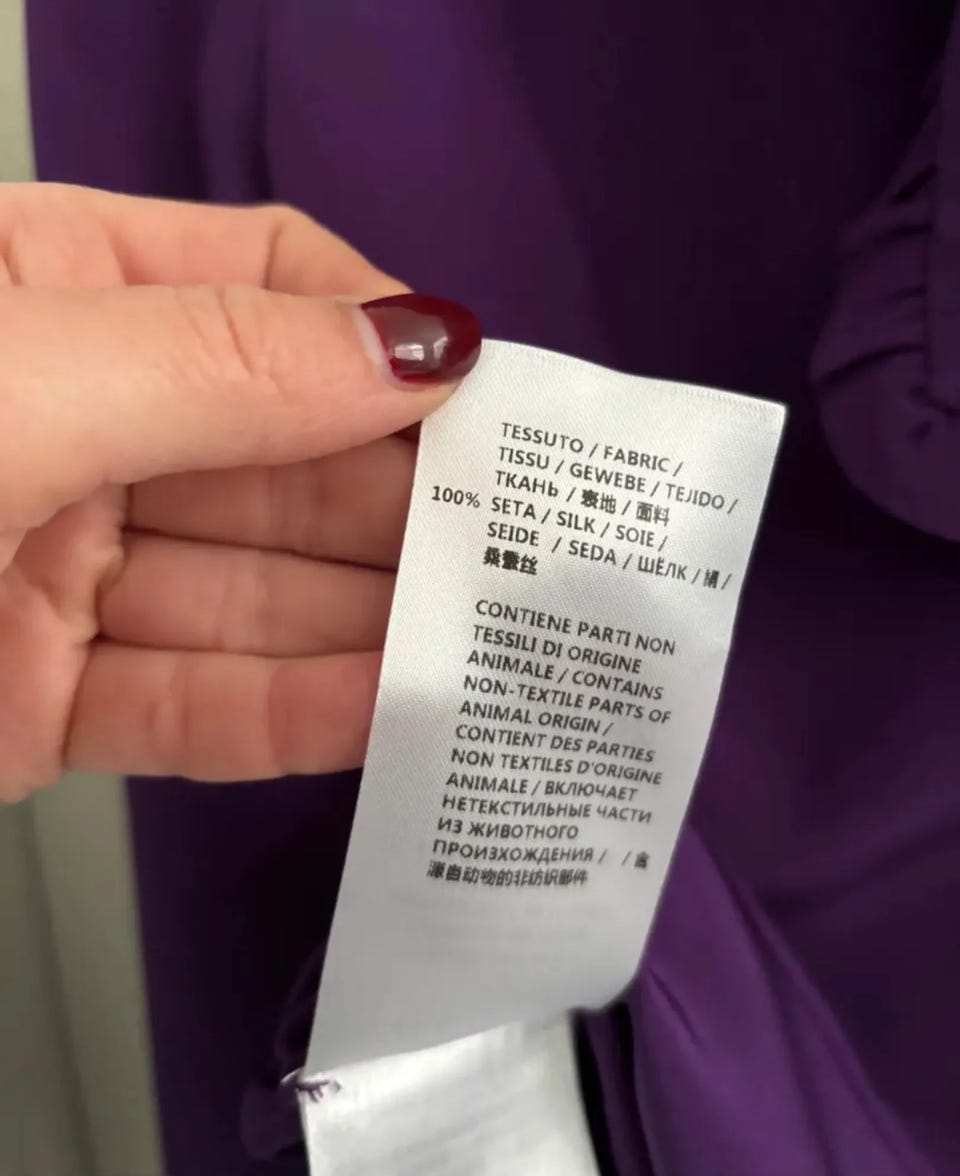 TESSUTO / FABRIC /
TISSU / GEWEBE / TEJIDO /
ТКАНЬ / 表地 / 面料
100% SETA / SILK / SOIE /
SEIDE / SEDA / ШЁЛК / 絹 /
桑蚕丝
CONTIENE PARTI NON
TESSILI DI ORIGINE
ANIMALE / CONTAINS
NON-TEXTILE PARTS OF
ANIMAL ORIGIN /
CONTIENT DES PARTIES
NON TEXTILES D'ORIGINE
ANIMALE / ВКЛЮЧАЕТ
НЕТЕКСТИЛЬНЫЕ ЧАСТИ
ИЗ ЖИВОТНОГО
ПРОИЗХОЖДЕНИЯ / / 含
源自动物的非纺织部件